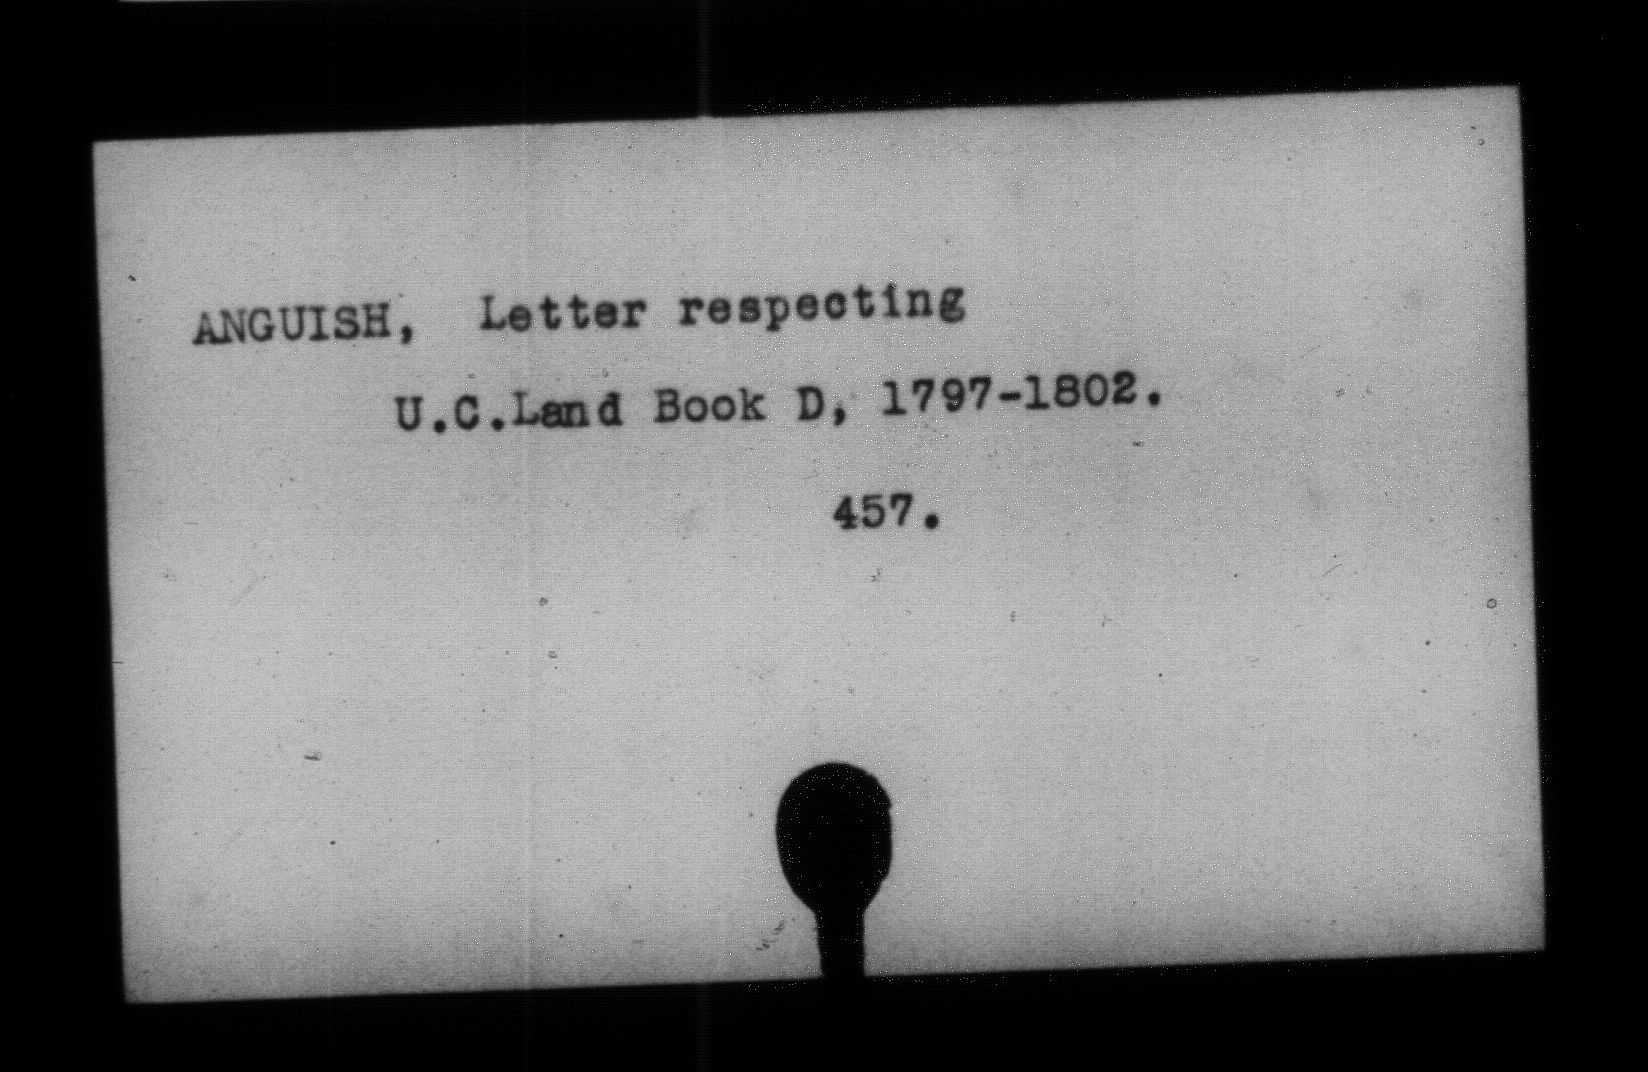 ANGUISH, Letter respecting
U.C.Land Book D, 1797-1802.
457.